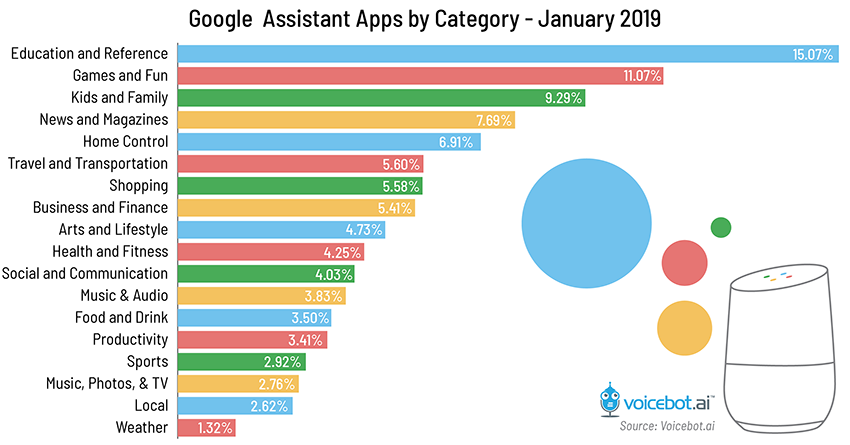 Google Assistant Apps by Category - January 2019
Education and Reference 15.07%
Games and Fun 11.07%
Kids and Family 9.29%
News and Magazines 7.69%
Home Control 6.91%
Travel and Transportation 5.60%
Shopping 5.58%
Business and Finance 5.41%
Arts and Lifestyle 4.73%
Health and Fitness 4.25%
Social and Communication 4.03%
Music & Audio 3.83%
Food and Drink 3.50%
Productivity 3.41%
Sports 2.92%
Music, Photos, & TV 2.76%
Local 2.62%
Weather 1.32%
voicebot.ai™
Source: Voicebot.ai